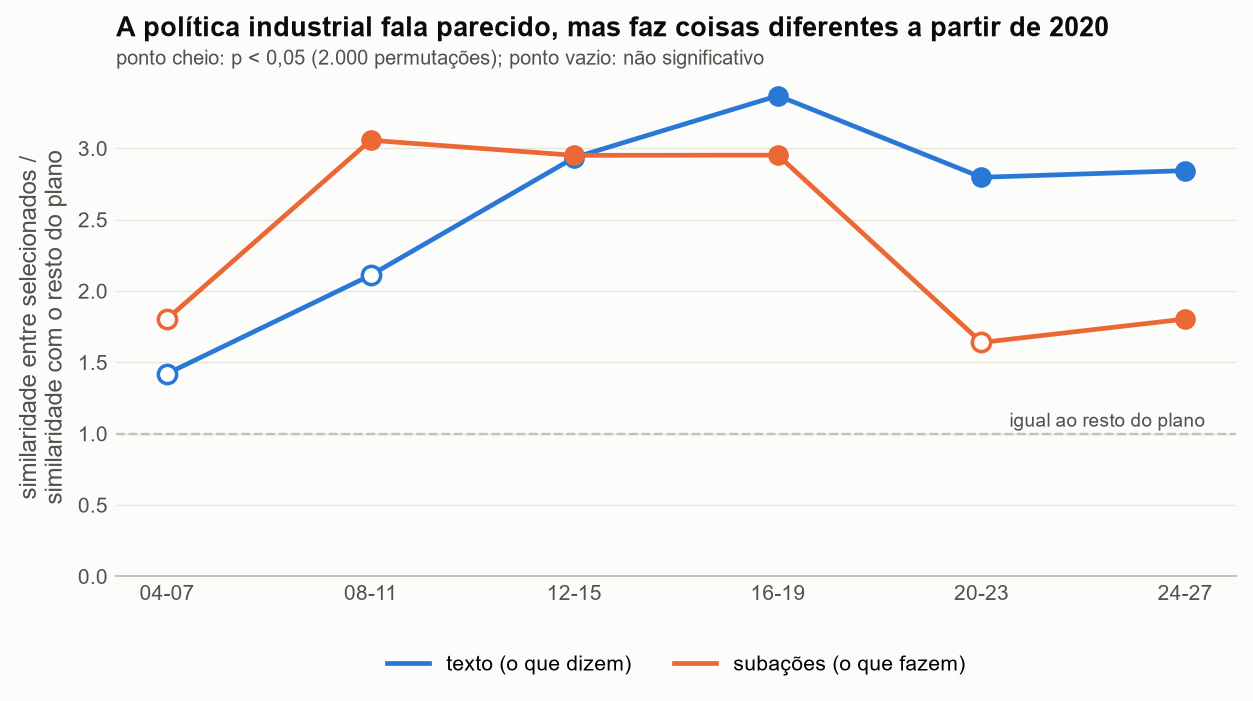 A política industrial fala parecido, mas faz coisas diferentes a partir de 2020
ponto cheio: p < 0,05 (2.000 permutações); ponto vazio: não significativo
similaridade entre selecionados /
similaridade com o resto do plano
3.0
2.5
2.0
1.5
1.0
0.5
0.0
igual ao resto do plano
04-07
08-11
12-15
16-19
20-23
24-27
texto (o que dizem)
subações (o que fazem)